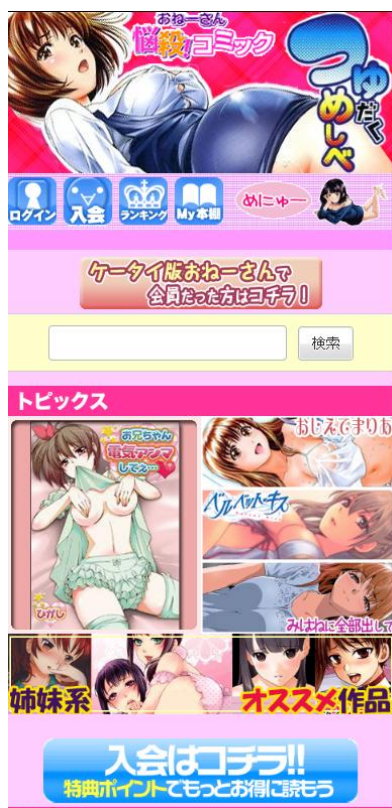 おねーさん
悩殺!コミック
つゆだく
めしべ
ログイン
入会
ランキング
My本棚
めにゅー
ケータイ版おねーさんで
会員だった方はコチラ!
検索
トピックス
お兄ちゃん
電気アンマ
してぇ…
ひがし
ベルベット・キス
みはねに全部出して
姉妹系
オススメ作品
入会はコチラ!!
特典ポイントでもっとお得に読もう